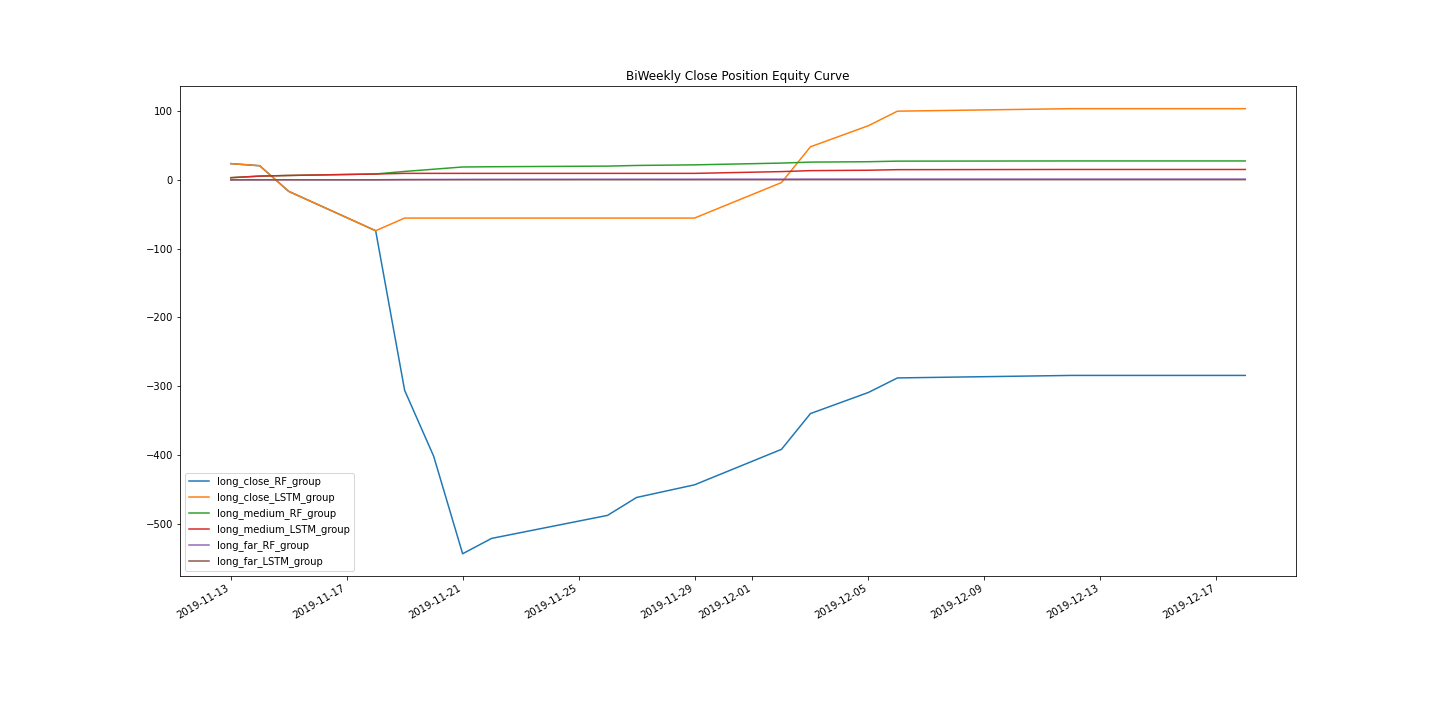 BiWeekly Close Position Equity Curve
100
0
−100
−200
−300
−400
−500
long_close_RF_group
long_close_LSTM_group
long_medium_RF_group
long_medium_LSTM_group
long_far_RF_group
long_far_LSTM_group
2019-11-13
2019-11-17
2019-11-21
2019-11-25
2019-11-29
2019-12-01
2019-12-05
2019-12-09
2019-12-13
2019-12-17